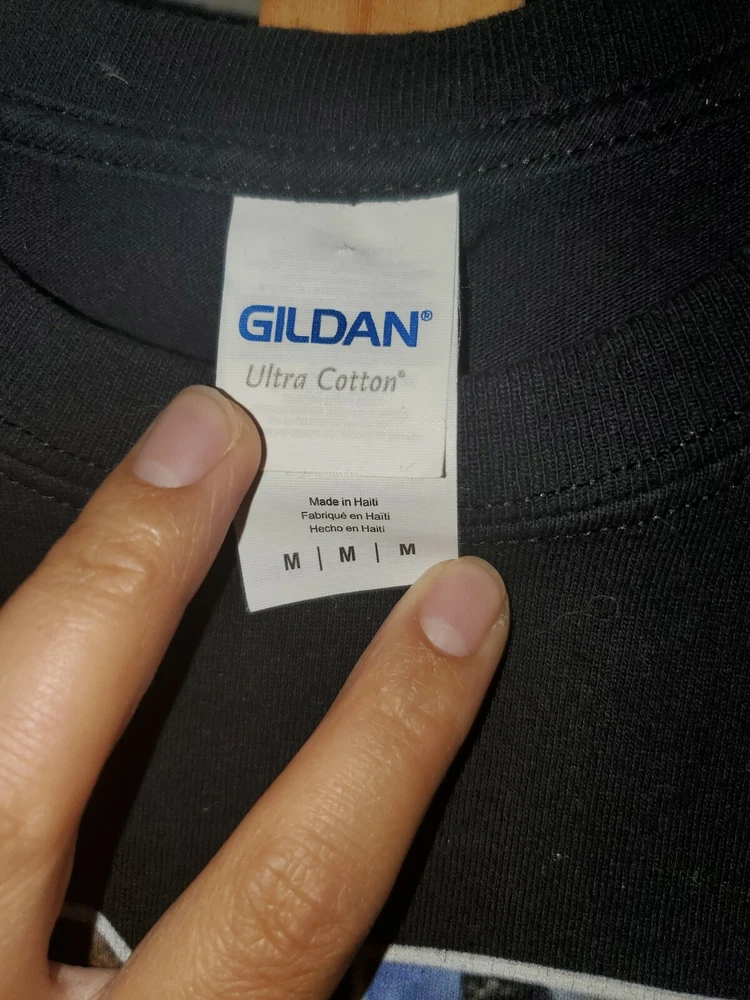 GILDAN®
Ultra Cotton®
Made in Haiti
Fabriqué en Haïti
Hecho en Haití
M | M | M